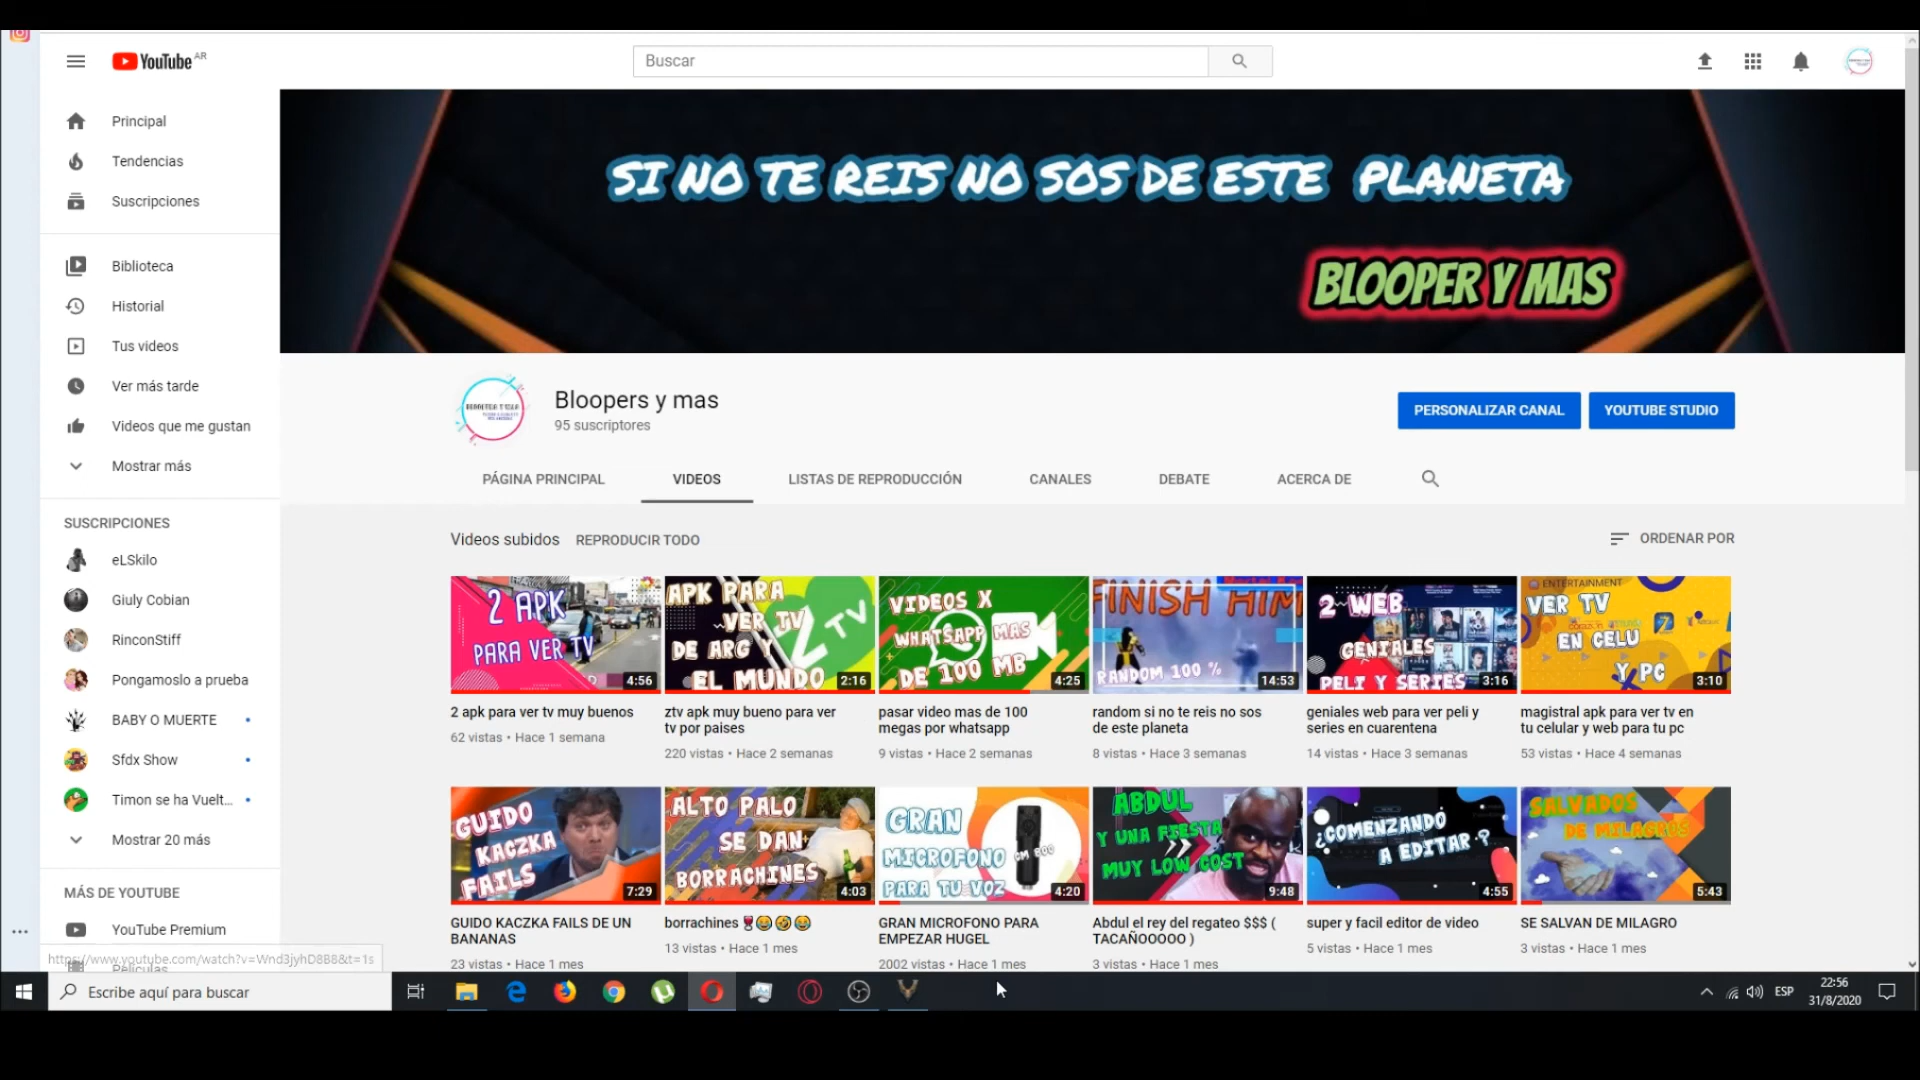 YouTube AR
Buscar
Principal
Tendencias
Suscripciones
Biblioteca
Historial
Tus videos
Ver más tarde
Videos que me gustan
Mostrar más
SUSCRIPCIONES
eLSkilo
Giuly Cobian
RinconStiff
Pongamoslo a prueba
BABY O MUERTE
Sfdx Show
Timon se ha Vuelt...
Mostrar 20 más
MÁS DE YOUTUBE
YouTube Premium
Películas
https://www.youtube.com/watch?v=Wnd3jyhD8B8&t=1s
SI NO TE REIS NO SOS DE ESTE PLANETA
BLOOPER Y MAS
Bloopers y mas
95 suscriptores
PERSONALIZAR CANAL
YOUTUBE STUDIO
PÁGINA PRINCIPAL
VIDEOS
LISTAS DE REPRODUCCIÓN
CANALES
DEBATE
ACERCA DE
Videos subidos
REPRODUCIR TODO
ORDENAR POR
2 APK
PARA VER TV
4:56
2 apk para ver tv muy buenos
62 vistas • Hace 1 semana
APK PARA
VER TV
DE ARG Y
EL MUNDO
Z TV
2:16
ztv apk muy bueno para ver
tv por paises
220 vistas • Hace 2 semanas
VIDEOS X
WHATSAPP MAS
DE 100 MB
4:25
pasar video mas de 100
megas por whatsapp
9 vistas • Hace 2 semanas
FINISH HIM
RANDOM 100 %
14:53
random si no te reis no sos
de este planeta
8 vistas • Hace 3 semanas
2 WEB
GENIALES
PELI Y SERIES
3:16
geniales web para ver peli y
series en cuarentena
14 vistas • Hace 3 semanas
ENTERTAINMENT
VER TV
EN CELU
Y PC
3:10
magistral apk para ver tv en
tu celular y web para tu pc
53 vistas • Hace 4 semanas
GUIDO
KACZKA
FAILS
7:29
GUIDO KACZKA FAILS DE UN
BANANAS
23 vistas • Hace 1 mes
ALTO PALO
SE DAN
BORRACHINES
4:03
borrachines 🍷😂🤣😂
13 vistas • Hace 1 mes
GRAN
MICROFONO GM 800
PARA TU VOZ
4:20
GRAN MICROFONO PARA
EMPEZAR HUGEL
2002 vistas • Hace 1 mes
ABDUL
Y UNA FIESTA
MUY LOW COST
9:48
Abdul el rey del regateo $$$ (
TACAÑOOOOO )
3 vistas • Hace 1 mes
¿COMENZANDO
A EDITAR ?
4:55
super y facil editor de video
5 vistas • Hace 1 mes
SALVADOS
DE MILAGROS
5:43
SE SALVAN DE MILAGRO
3 vistas • Hace 1 mes
Escribe aquí para buscar
ESP
22:56
31/8/2020